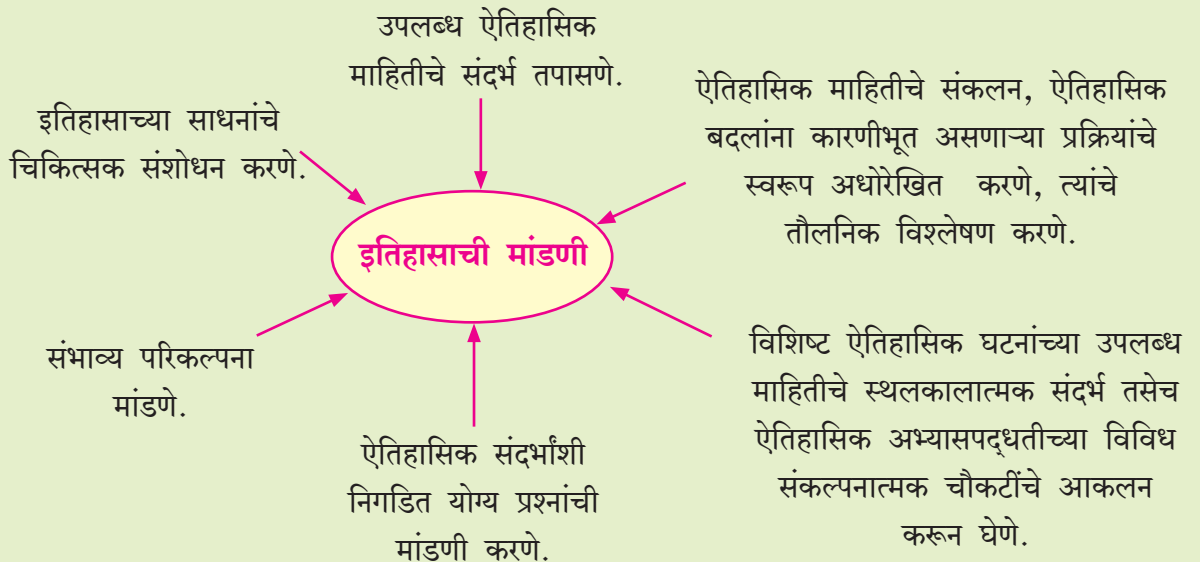 उपलब्ध ऐतिहासिक
माहितीचे संदर्भ तपासणे.
ऐतिहासिक माहितीचे संकलन, ऐतिहासिक
बदलांना कारणीभूत असणाऱ्या प्रक्रियांचे
स्वरूप अधोरेखित करणे, त्यांचे
तौलनिक विश्लेषण करणे.
इतिहासाच्या साधनांचे
चिकित्सक संशोधन करणे.
इतिहासाची मांडणी
संभाव्य परिकल्पना
मांडणे.
विशिष्ट ऐतिहासिक घटनांच्या उपलब्ध
माहितीचे स्थलकालात्मक संदर्भ तसेच
ऐतिहासिक अभ्यासपद्धतीच्या विविध
संकल्पनात्मक चौकटींचे आकलन
करून घेणे.
ऐतिहासिक संदर्भांशी
निगडित योग्य प्रश्नांची
मांडणी करणे.